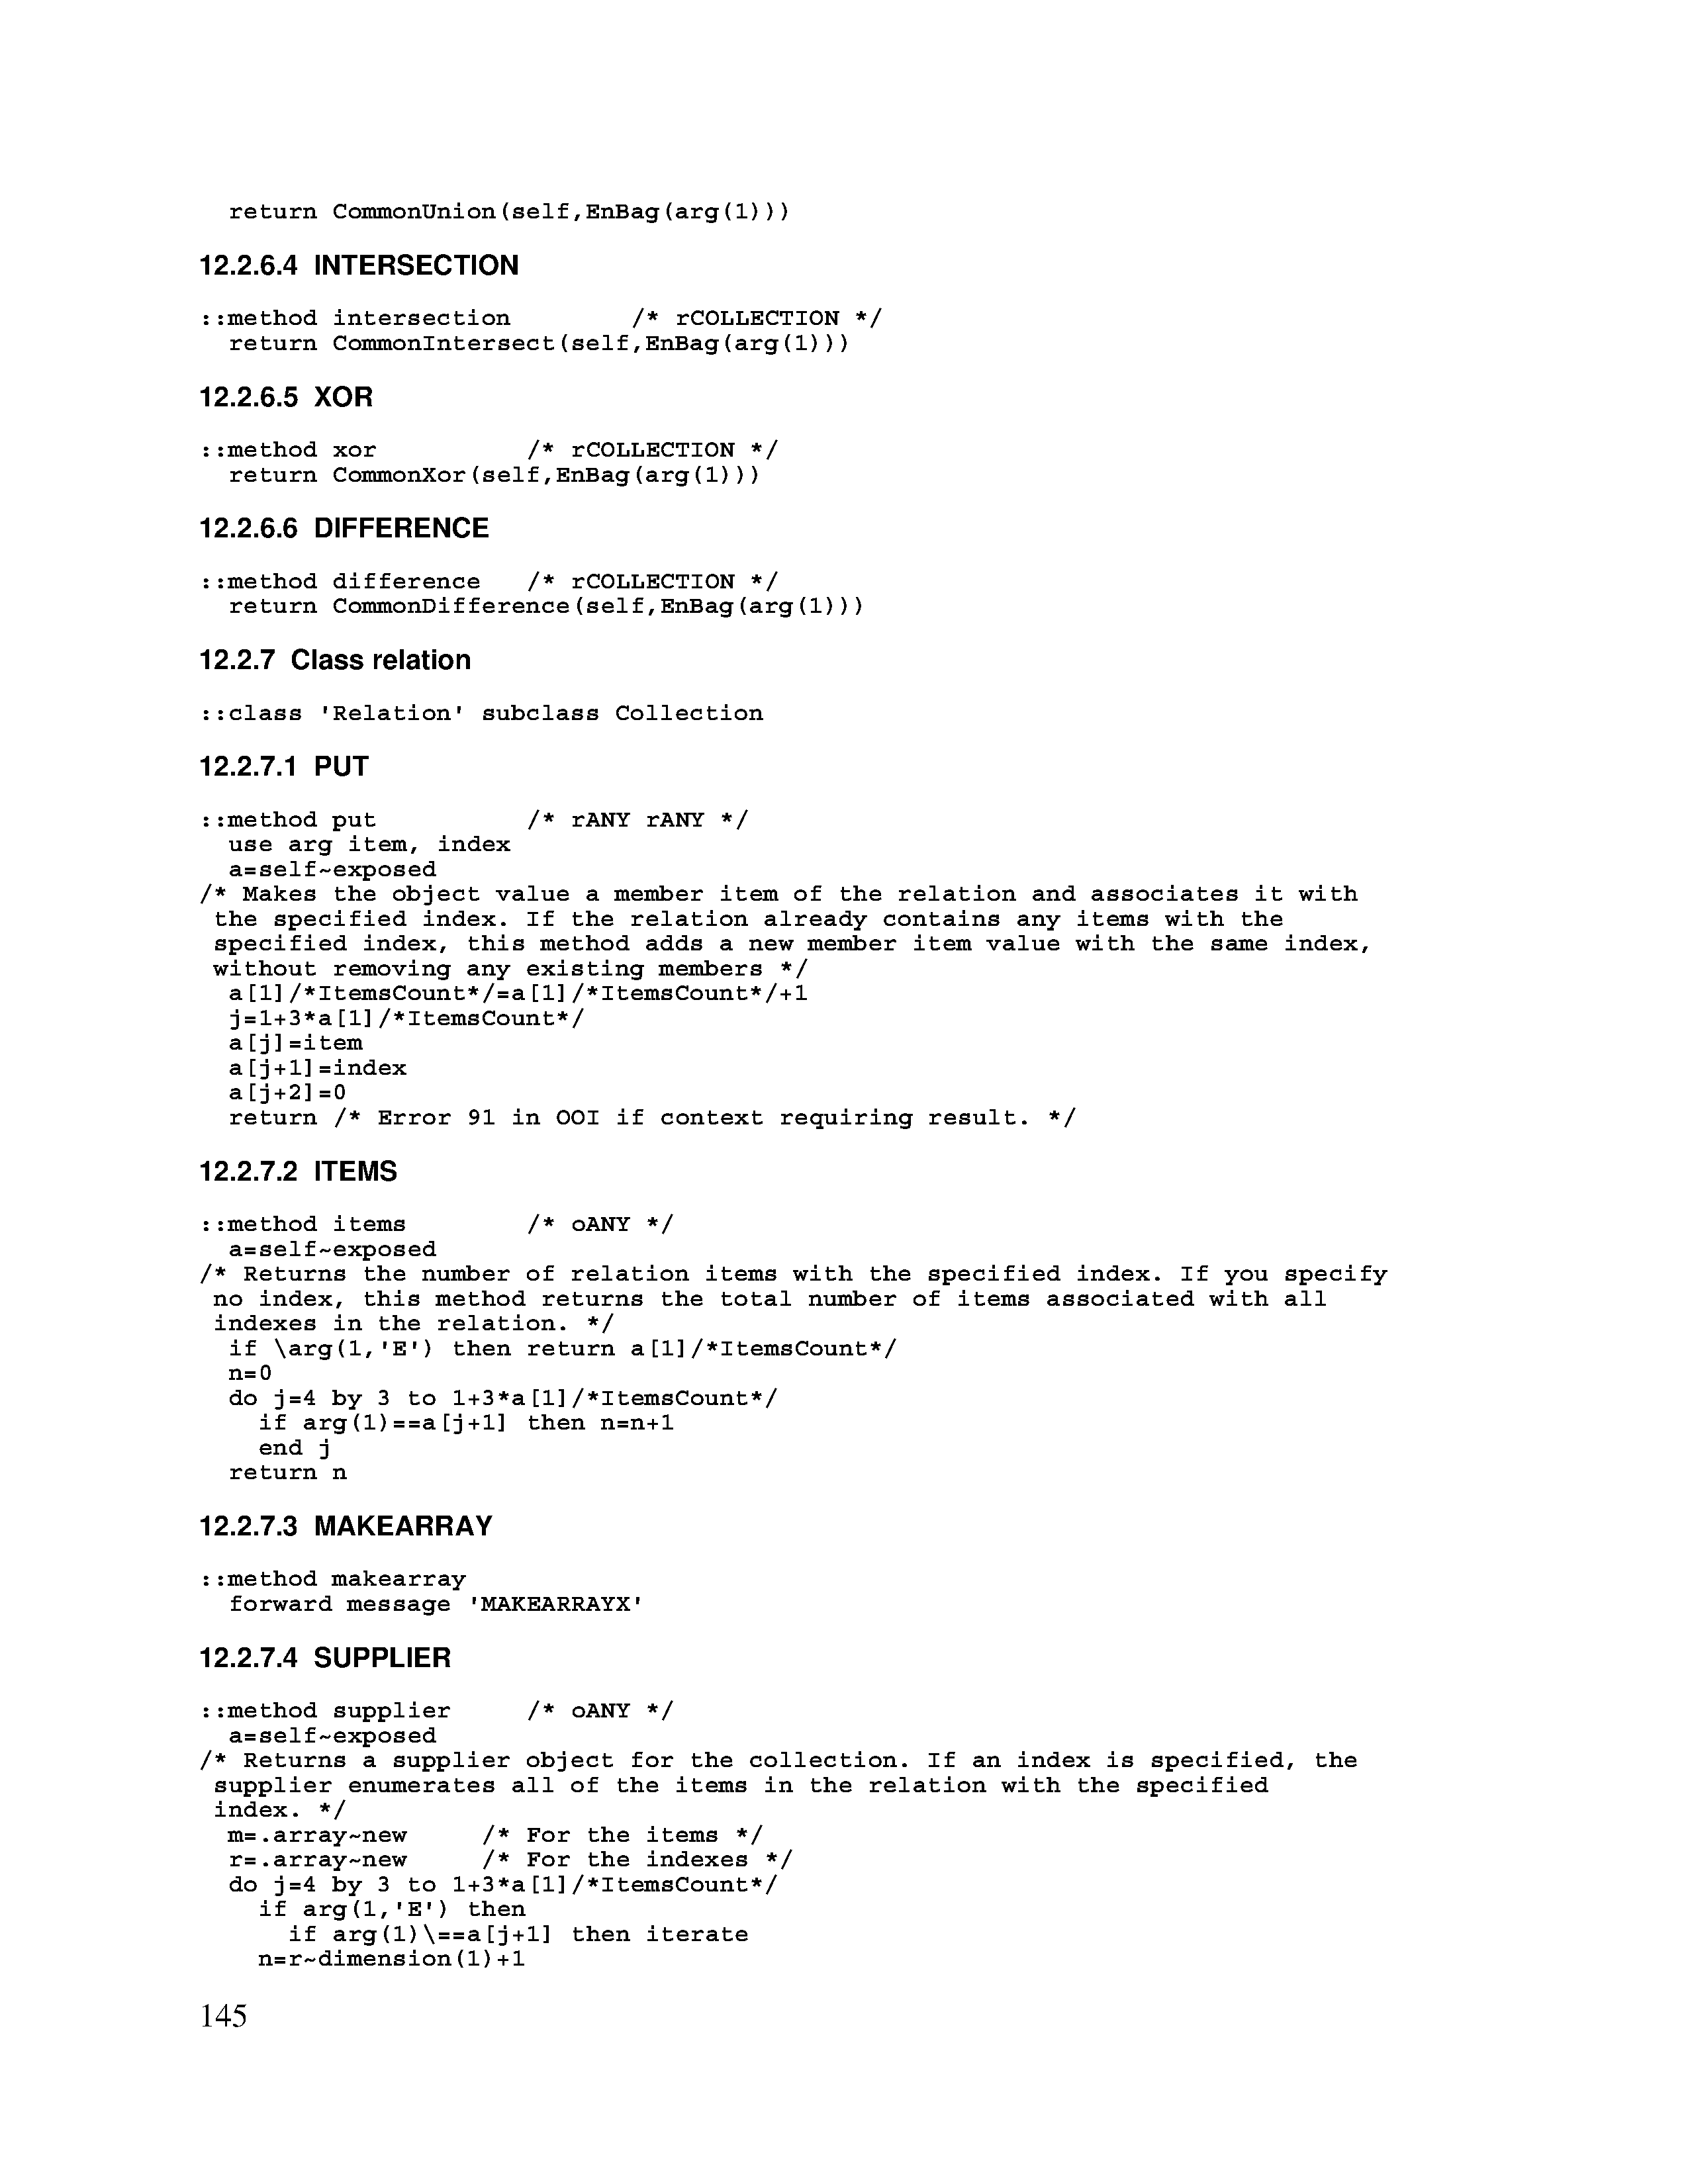 return CommonUnion(self,EnBag(arg(1)))
12.2.6.4 INTERSECTION
::method intersection /* rCOLLECTION */
return CommonIntersect(self,EnBag(arg(1)))
12.2.6.5 XOR
::method xor /* rCOLLECTION */
return CommonXor(self,EnBag(arg(1)))
12.2.6.6 DIFFERENCE
::method difference /* rCOLLECTION */
return CommonDifference(self,EnBag(arg(1)))
12.2.7 Class relation
::class 'Relation' subclass Collection
12.2.7.1 PUT
::method put /* rANY rANY */
use arg item, index
a=self~exposed
/* Makes the object value a member item of the relation and associates it with
the specified index. If the relation already contains any items with the
specified index, this method adds a new member item value with the same index,
without removing any existing members */
a[1]/*ItemsCount*/=a[1]/*ItemsCount*/+1
j=1+3*a[1]/*ItemsCount*/
a[j]=item
a[j+1]=index
a[j+2]=0
return /* Error 91 in OOI if context requiring result. */
12.2.7.2 ITEMS
::method items /* oANY */
a=self~exposed
/* Returns the number of relation items with the specified index. If you specify
no index, this method returns the total number of items associated with all
indexes in the relation. */
if \arg(1,'E') then return a[1]/*ItemsCount*/
n=0
do j=4 by 3 to 1+3*a[1]/*ItemsCount*/
if arg(1)==a[j+1] then n=n+1
end j
return n
12.2.7.3 MAKEARRAY
::method makearray
forward message 'MAKEARRAYX'
12.2.7.4 SUPPLIER
::method supplier /* oANY */
a=self~exposed
/* Returns a supplier object for the collection. If an index is specified, the
supplier enumerates all of the items in the relation with the specified
index. */
m=.array~new /* For the items */
r=.array~new /* For the indexes */
do j=4 by 3 to 1+3*a[1]/*ItemsCount*/
if arg(1,'E') then
if arg(1)\==a[j+1] then iterate
n=r~dimension(1)+1
145